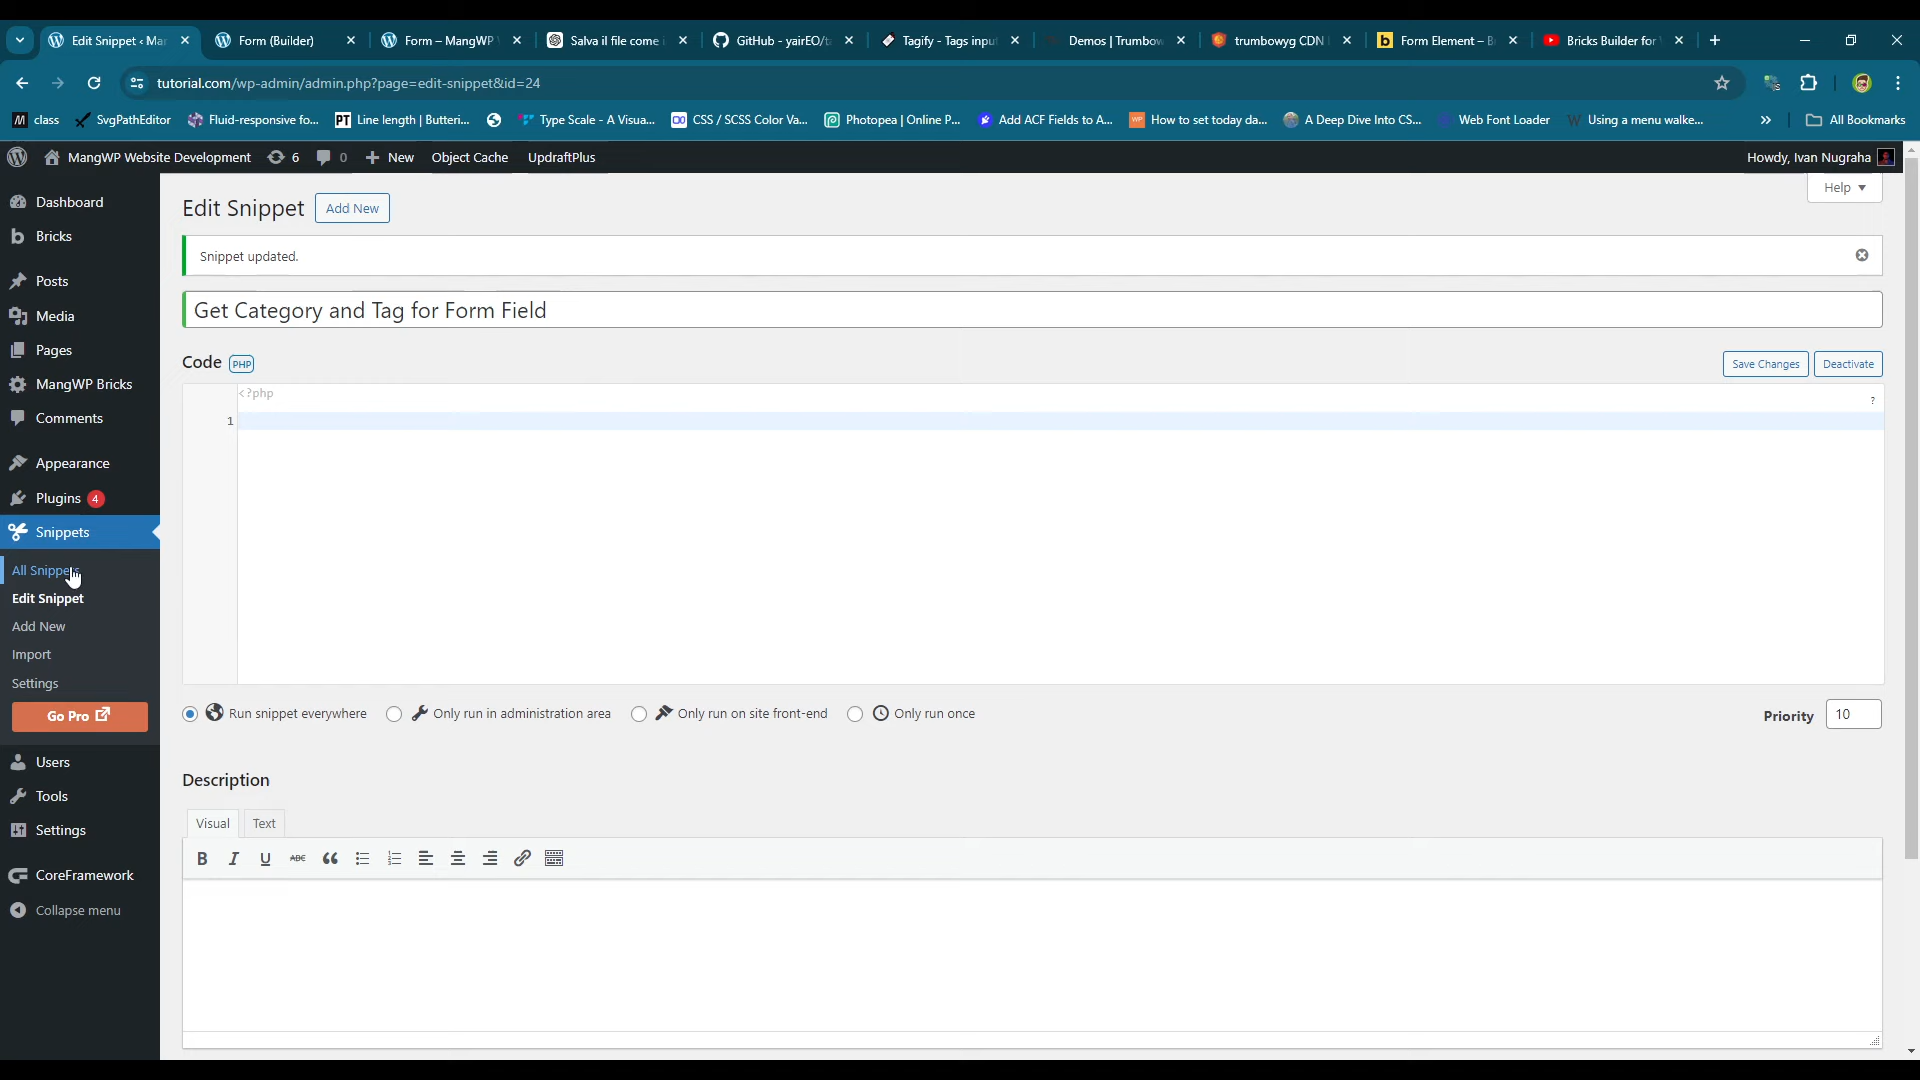 Edit Snippet ‹ Ma
Form (Builder)
Form – MangWP
Salva il file come
GitHub - yairEO/t
Tagify - Tags inpu
Demos | Trumbow
trumbowyg CDN
Form Element – B
Bricks Builder for
tutorial.com/wp-admin/admin.php?page=edit-snippet&id=24
class
SvgPathEditor
Fluid-responsive fo...
PT Line length | Butteri...
Type Scale - A Visua...
CSS / SCSS Color Va...
Photopea | Online P...
Add ACF Fields to A...
How to set today da...
A Deep Dive Into CS...
Web Font Loader
Using a menu walke...
All Bookmarks
MangWP Website Development
6
0
New
Object Cache
UpdraftPlus
Howdy, Ivan Nugraha
Help
Dashboard
Bricks
Posts
Media
Pages
MangWP Bricks
Comments
Appearance
Plugins 4
Snippets
All Snippets
Edit Snippet
Add New
Import
Settings
Go Pro
Users
Tools
Settings
CoreFramework
Collapse menu
Edit Snippet
Add New
Snippet updated.
Get Category and Tag for Form Field
Code PHP
Save Changes
Deactivate
<?php
?
1
Run snippet everywhere
Only run in administration area
Only run on site front-end
Only run once
Priority 10
Description
Visual
Text
B I U ABC